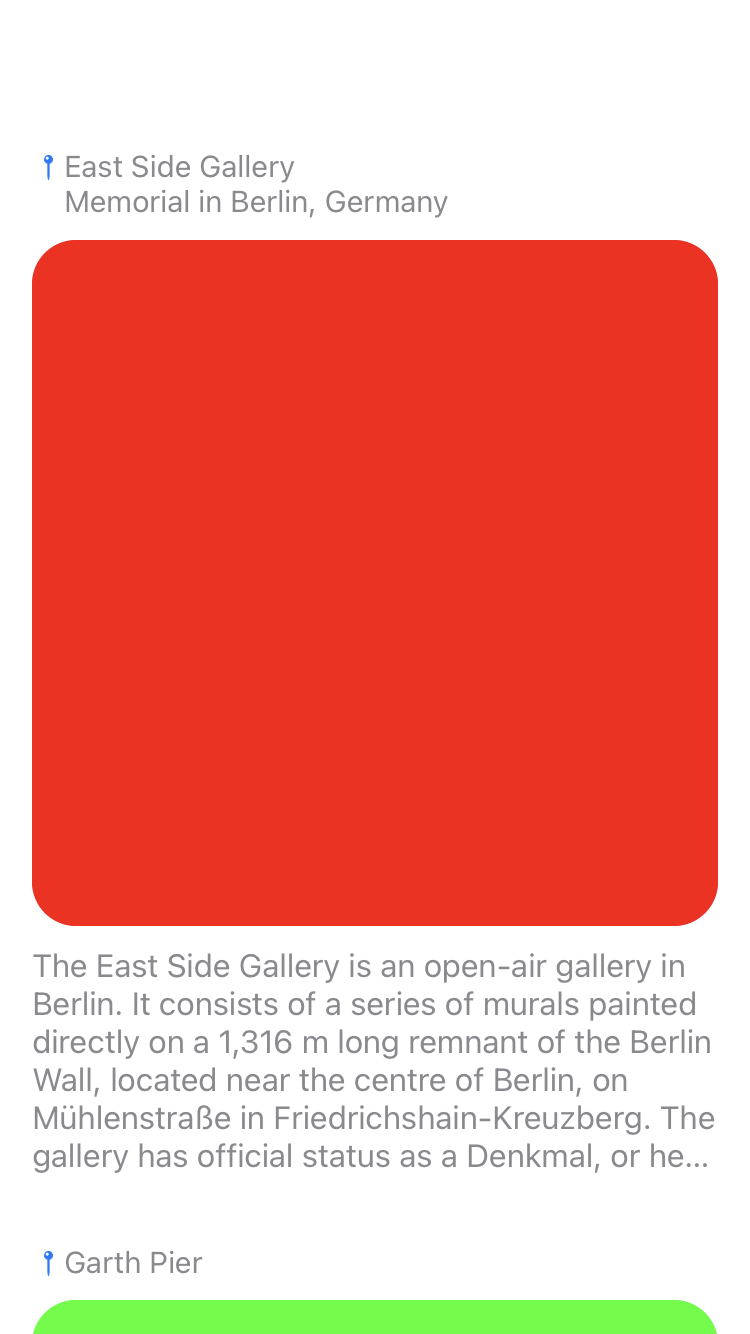 East Side Gallery
Memorial in Berlin, Germany
The East Side Gallery is an open-air gallery in
Berlin. It consists of a series of murals painted
directly on a 1,316 m long remnant of the Berlin
Wall, located near the centre of Berlin, on
Mühlenstraße in Friedrichshain-Kreuzberg. The
gallery has official status as a Denkmal, or he...
Garth Pier